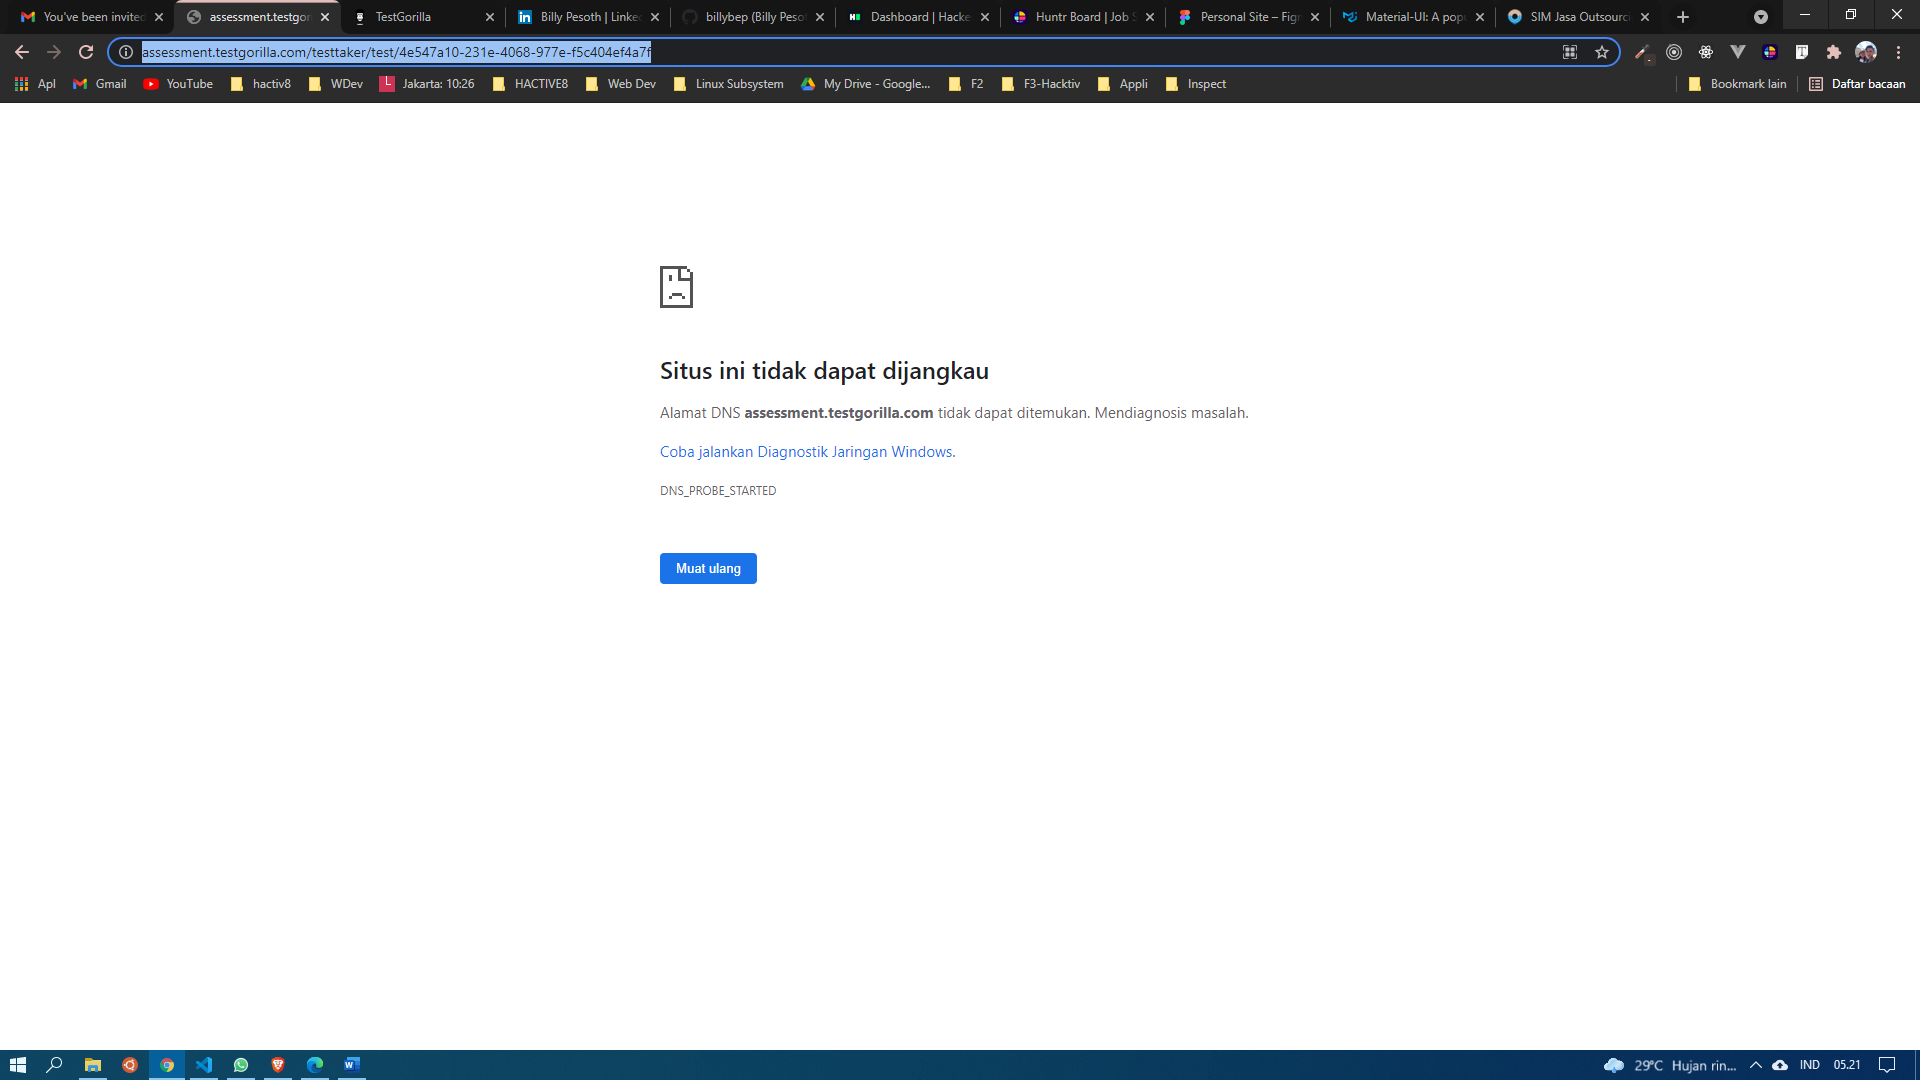 You've been invited
assessment.testgor
TestGorilla
Billy Pesoth | Linke
billybep (Billy Peso
Dashboard | Hacke
Huntr Board | Job S
Personal Site – Figm
Material-UI: A pop
SIM Jasa Outsourci
assessment.testgorilla.com/testtaker/test/4e547a10-231e-4068-977e-f5c404ef4a7f
Apl
Gmail
YouTube
hactiv8
WDev
Jakarta: 10:26
HACTIVE8
Web Dev
Linux Subsystem
My Drive - Google...
F2
F3-Hacktiv
Appli
Inspect
Bookmark lain
Daftar bacaan
Situs ini tidak dapat dijangkau
Alamat DNS assessment.testgorilla.com tidak dapat ditemukan. Mendiagnosis masalah.
Coba jalankan Diagnostik Jaringan Windows.
DNS_PROBE_STARTED
Muat ulang
29°C Hujan rin...
IND
05.21